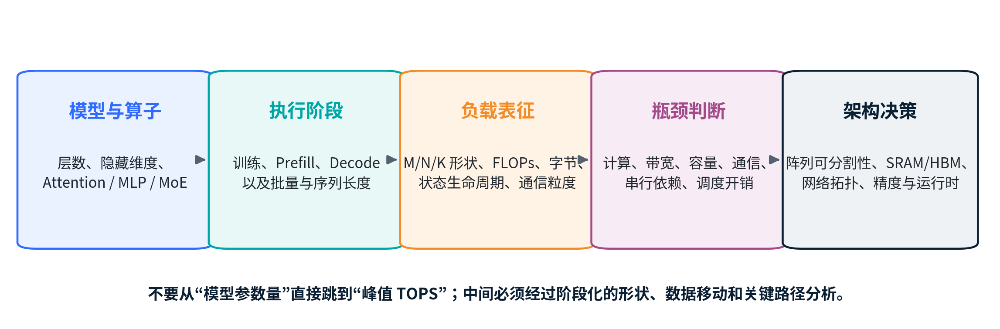 模型与算子
层数、隐藏维度、
Attention / MLP / MoE
执行阶段
训练、Prefill、Decode
以及批量与序列长度
负载表征
M/N/K 形状、FLOPs、字节、
状态生命周期、通信粒度
瓶颈判断
计算、带宽、容量、通信、
串行依赖、调度开销
架构决策
阵列可分割性、SRAM/HBM、
网络拓扑、精度与运行时
不要从“模型参数量”直接跳到“峰值 TOPS”；中间必须经过阶段化的形状、数据移动和关键路径分析。